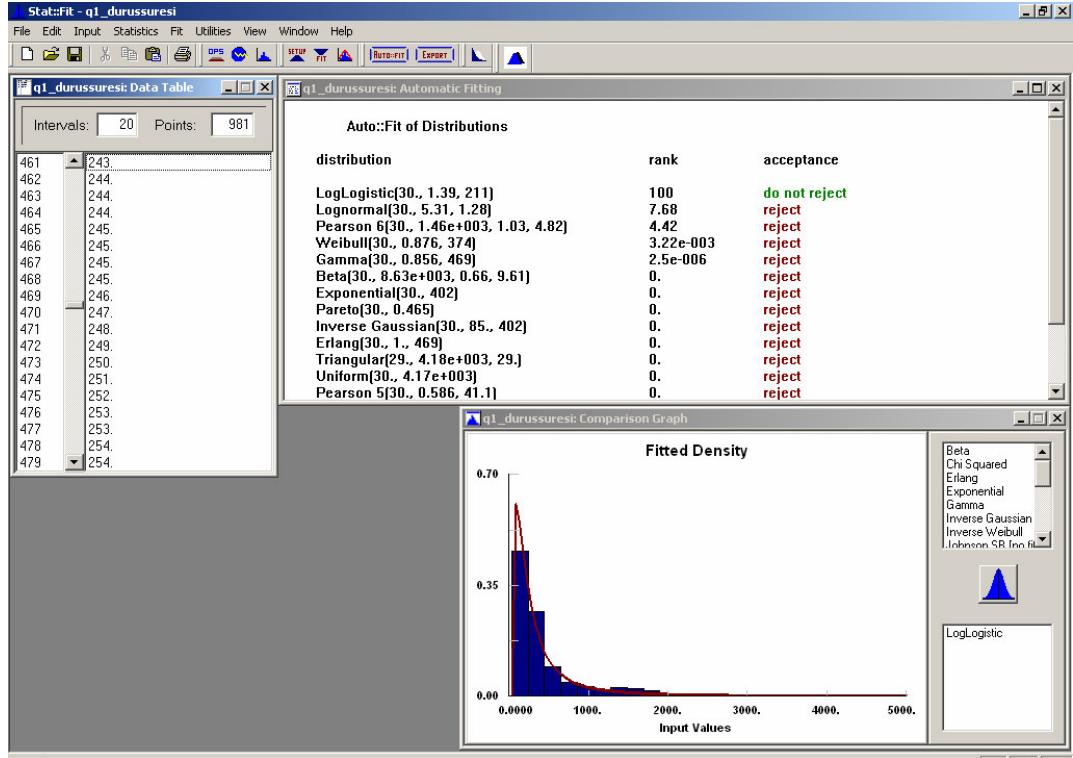 Stat::Fit - q1_durussuresi
File Edit Input Statistics Fit Utilities View Window Help
DPS SETUP FIT AUTO::FIT EXPORT
q1_durussuresi: Data Table
Intervals: 20 Points: 981
461 243.
462 244.
463 244.
464 244.
465 245.
466 245.
467 245.
468 245.
469 246.
470 247.
471 248.
472 249.
473 250.
474 251.
475 252.
476 253.
477 253.
478 254.
479 254.
q1_durussuresi: Automatic Fitting
Auto::Fit of Distributions
distribution rank acceptance
LogLogistic(30., 1.39, 211) 100 do not reject
Lognormal(30., 5.31, 1.28) 7.68 reject
Pearson 6(30., 1.46e+003, 1.03, 4.82) 4.42 reject
Weibull(30., 0.876, 374) 3.22e-003 reject
Gamma(30., 0.856, 469) 2.5e-006 reject
Beta(30., 8.63e+003, 0.66, 9.61) 0. reject
Exponential(30., 402) 0. reject
Pareto(30., 0.465) 0. reject
Inverse Gaussian(30., 85., 402) 0. reject
Erlang(30., 1., 469) 0. reject
Triangular(29., 4.18e+003, 29.) 0. reject
Uniform(30., 4.17e+003) 0. reject
Pearson 5(30., 0.586, 41.1) 0. reject
q1_durussuresi: Comparison Graph
Fitted Density
0.70
0.35
0.00
0.0000 1000. 2000. 3000. 4000. 5000.
Input Values
Beta
Chi Squared
Erlang
Exponential
Gamma
Inverse Gaussian
Inverse Weibull
Johnson SB [no fi
LogLogistic